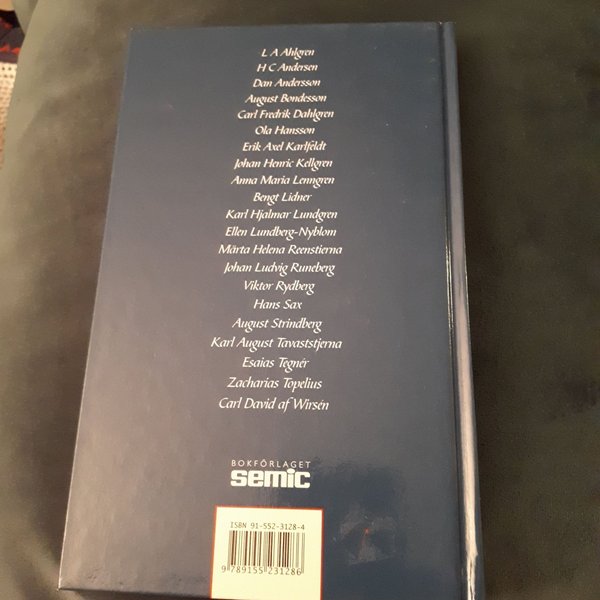 L A Ahlgren
H C Andersen
Dan Andersson
August Bondesson
Carl Fredrik Dahlgren
Ola Hansson
Erik Axel Karlfeldt
Johan Henric Kellgren
Anna Maria Lenngren
Bengt Lidner
Karl Hjalmar Lundgren
Ellen Lundberg-Nyblom
Märta Helena Reenstierna
Johan Ludvig Runeberg
Viktor Rydberg
Hans Sax
August Strindberg
Karl August Tavaststjerna
Esaias Tegnér
Zacharias Topelius
Carl David af Wirsén
BOKFÖRLAGET
semic
ISBN 91-552-3128-4
9 789155 231286